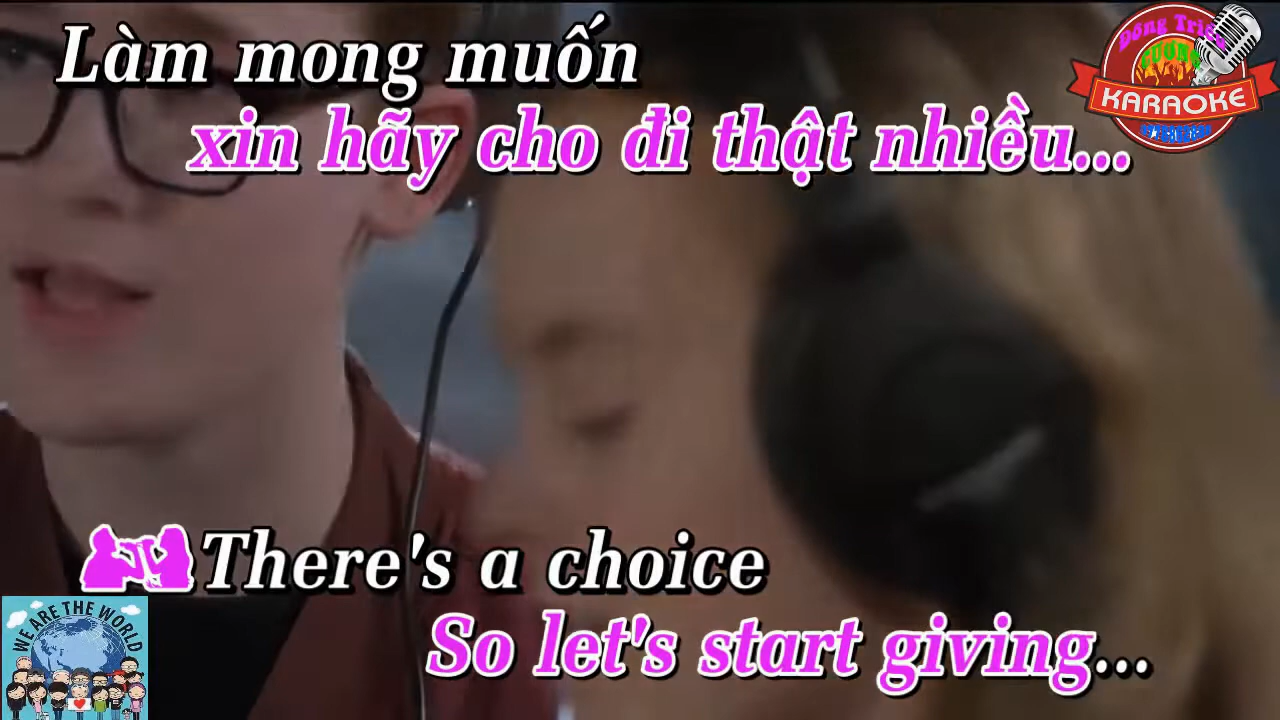 Làm mong muốn
xin hãy cho đi thật nhiều...
KARAOKE
There's a choice
So let's start giving...
WE ARE THE WORLD